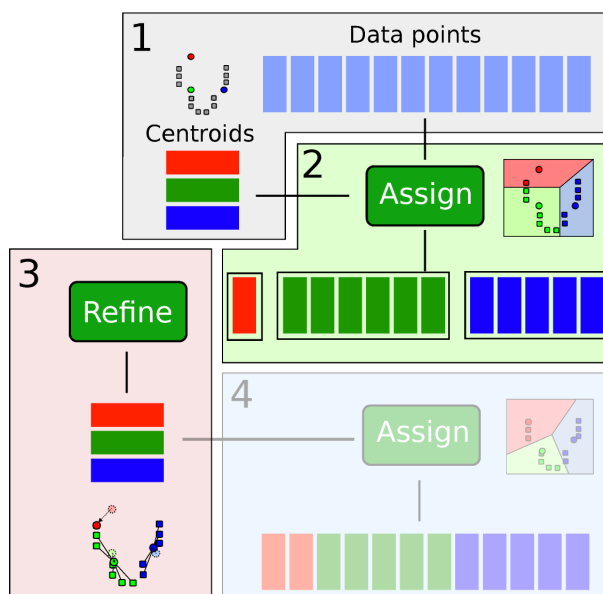 1
Data points
Centroids
2
Assign
3
Refine
4
Assign